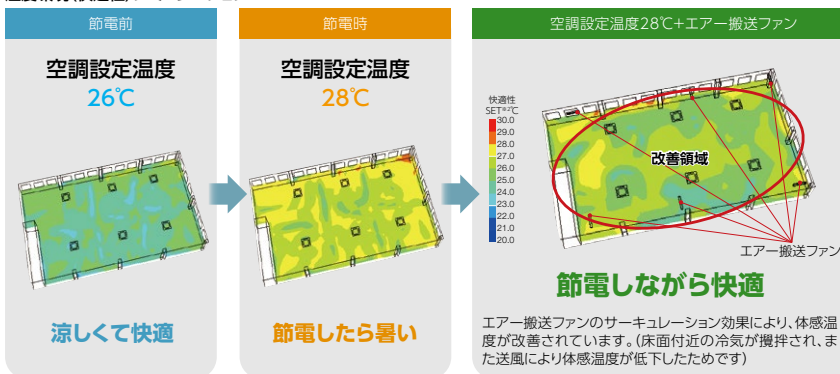 節電前
空調設定温度
26℃
涼しくて快適
節電時
空調設定温度
28℃
節電したら暑い
空調設定温度28℃+エアー搬送ファン
快適性
SET※2℃
30.0
29.0
28.0
27.0
26.0
25.0
24.0
23.0
22.0
21.0
20.0
改善領域
エアー搬送ファン
節電しながら快適
エアー搬送ファンのサーキュレーション効果により、体感温
度が改善されています。(床面付近の冷気が攪拌され、ま
た送風により体感温度が低下したためです)